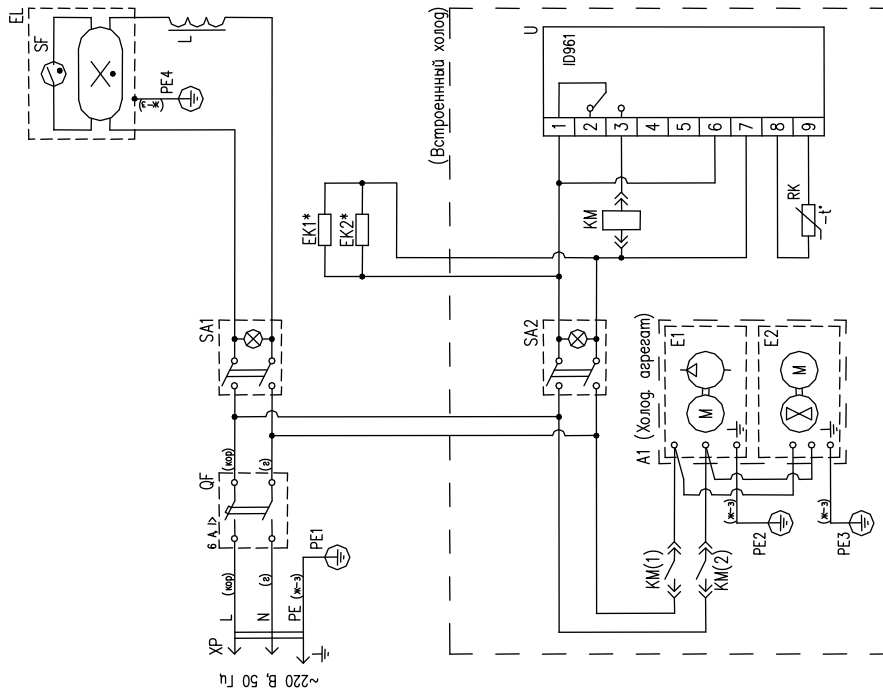 EL
SF
L
PE4
(ж-з)
(Встроеннный холод)
U
ID961
1
2
3
4
5
6
7
8
9
EK1*
EK2*
KM
RK
-t°
SA1
SA2
A1 (Холод. агрегат)
E1
M
E2
M
QF
6 A I>
(кор)
(г)
(кор)
(г)
XP
L
N
PE
(ж-з)
PE1
~220 В, 50 Гц
(ж-з)
PE2
(ж-з)
PE3
KM(1)
KM(2)